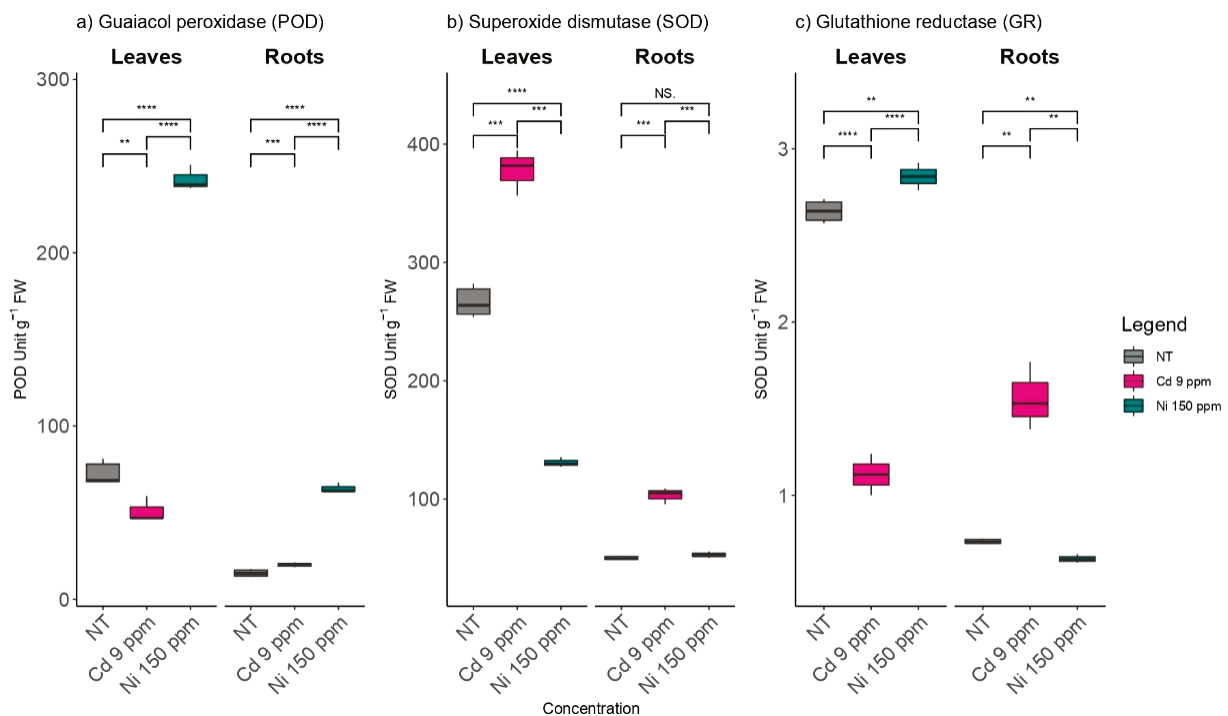 a) Guaiacol peroxidase (POD)
Leaves
Roots
300
200
100
0
POD Unit g⁻¹ FW
****
**
****
****
***
****
NT
Cd 9 ppm
Ni 150 ppm
NT
Cd 9 ppm
Ni 150 ppm
b) Superoxide dismutase (SOD)
Leaves
Roots
400
300
200
100
SOD Unit g⁻¹ FW
****
***
***
NS.
***
***
NT
Cd 9 ppm
Ni 150 ppm
NT
Cd 9 ppm
Ni 150 ppm
Concentration
c) Glutathione reductase (GR)
Leaves
Roots
3
2
1
SOD Unit g⁻¹ FW
**
****
****
**
**
**
NT
Cd 9 ppm
Ni 150 ppm
NT
Cd 9 ppm
Ni 150 ppm
Legend
NT
Cd 9 ppm
Ni 150 ppm